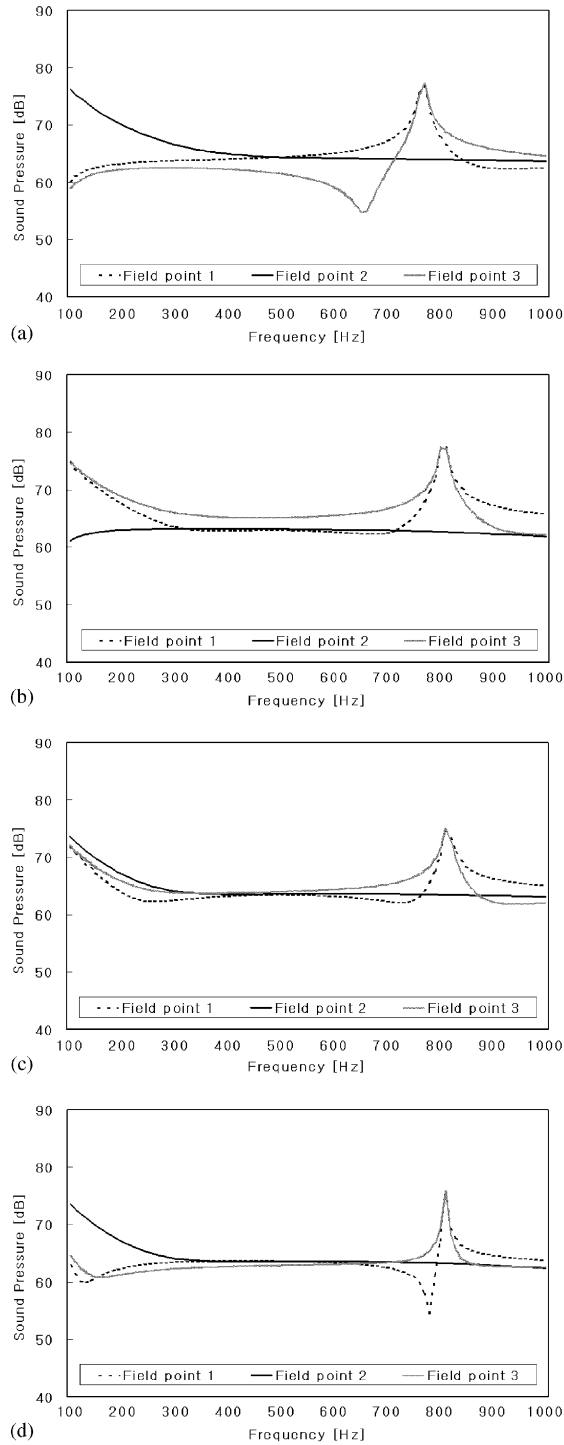 90
80
70
60
50
40
Sound Pressure [dB]
Field point 1 Field point 2 Field point 3
100 200 300 400 500 600 700 800 900 1000
Frequency [Hz]
(a)
90
80
70
60
50
40
Sound Pressure [dB]
Field point 1 Field point 2 Field point 3
100 200 300 400 500 600 700 800 900 1000
Frequency [Hz]
(b)
90
80
70
60
50
40
Sound Pressure [dB]
Field point 1 Field point 2 Field point 3
100 200 300 400 500 600 700 800 900 1000
Frequency [Hz]
(c)
90
80
70
60
50
40
Sound Pressure [dB]
Field point 1 Field point 2 Field point 3
100 200 300 400 500 600 700 800 900 1000
Frequency [Hz]
(d)